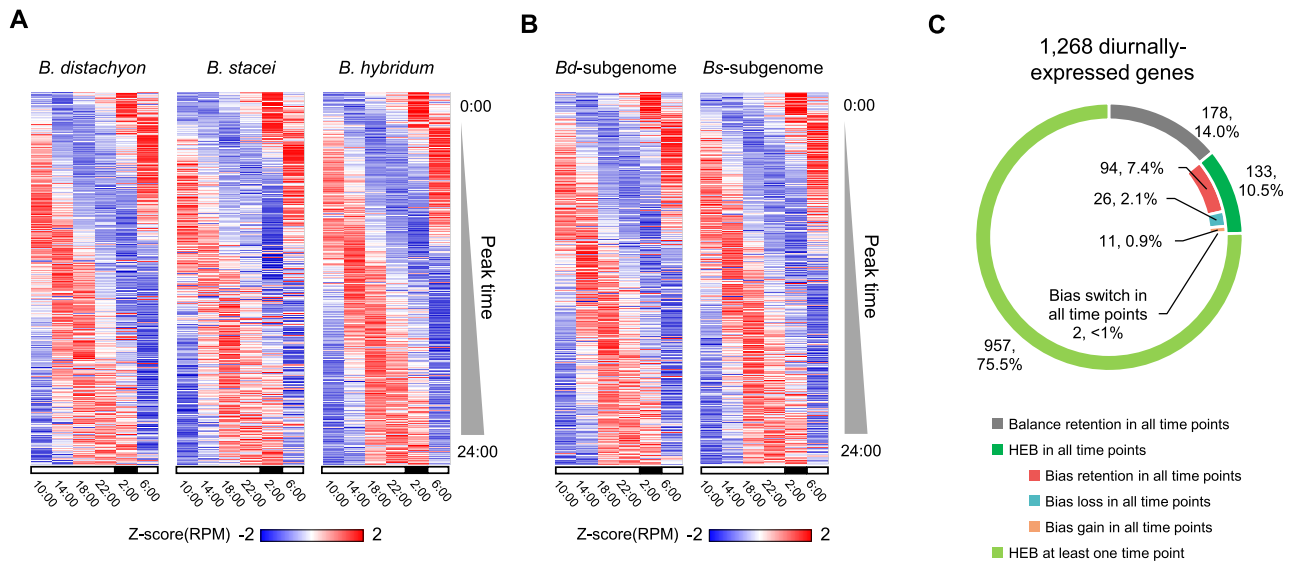 A
B. distachyon
B. stacei
B. hybridum
0:00
Peak time
24:00
10:00
14:00
18:00
22:00
2:00
6:00
10:00
14:00
18:00
22:00
2:00
6:00
10:00
14:00
18:00
22:00
2:00
6:00
Z-score(RPM) -2 2
B
Bd-subgenome
Bs-subgenome
0:00
Peak time
24:00
10:00
14:00
18:00
22:00
2:00
6:00
10:00
14:00
18:00
22:00
2:00
6:00
Z-score(RPM) -2 2
C
1,268 diurnally-
expressed genes
178,
14.0%
133,
10.5%
94, 7.4%
26, 2.1%
11, 0.9%
Bias switch in
all time points
2, <1%
957,
75.5%
Balance retention in all time points
HEB in all time points
Bias retention in all time points
Bias loss in all time points
Bias gain in all time points
HEB at least one time point